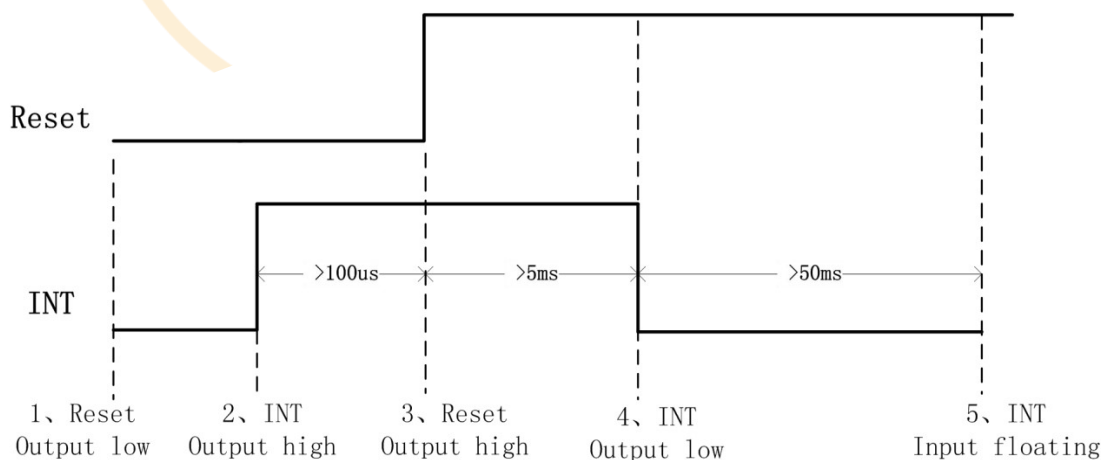 Reset
>100us
>5ms
>50ms
INT
1、Reset
Output low
2、INT
Output high
3、Reset
Output high
4、INT
Output low
5、INT
Input floating